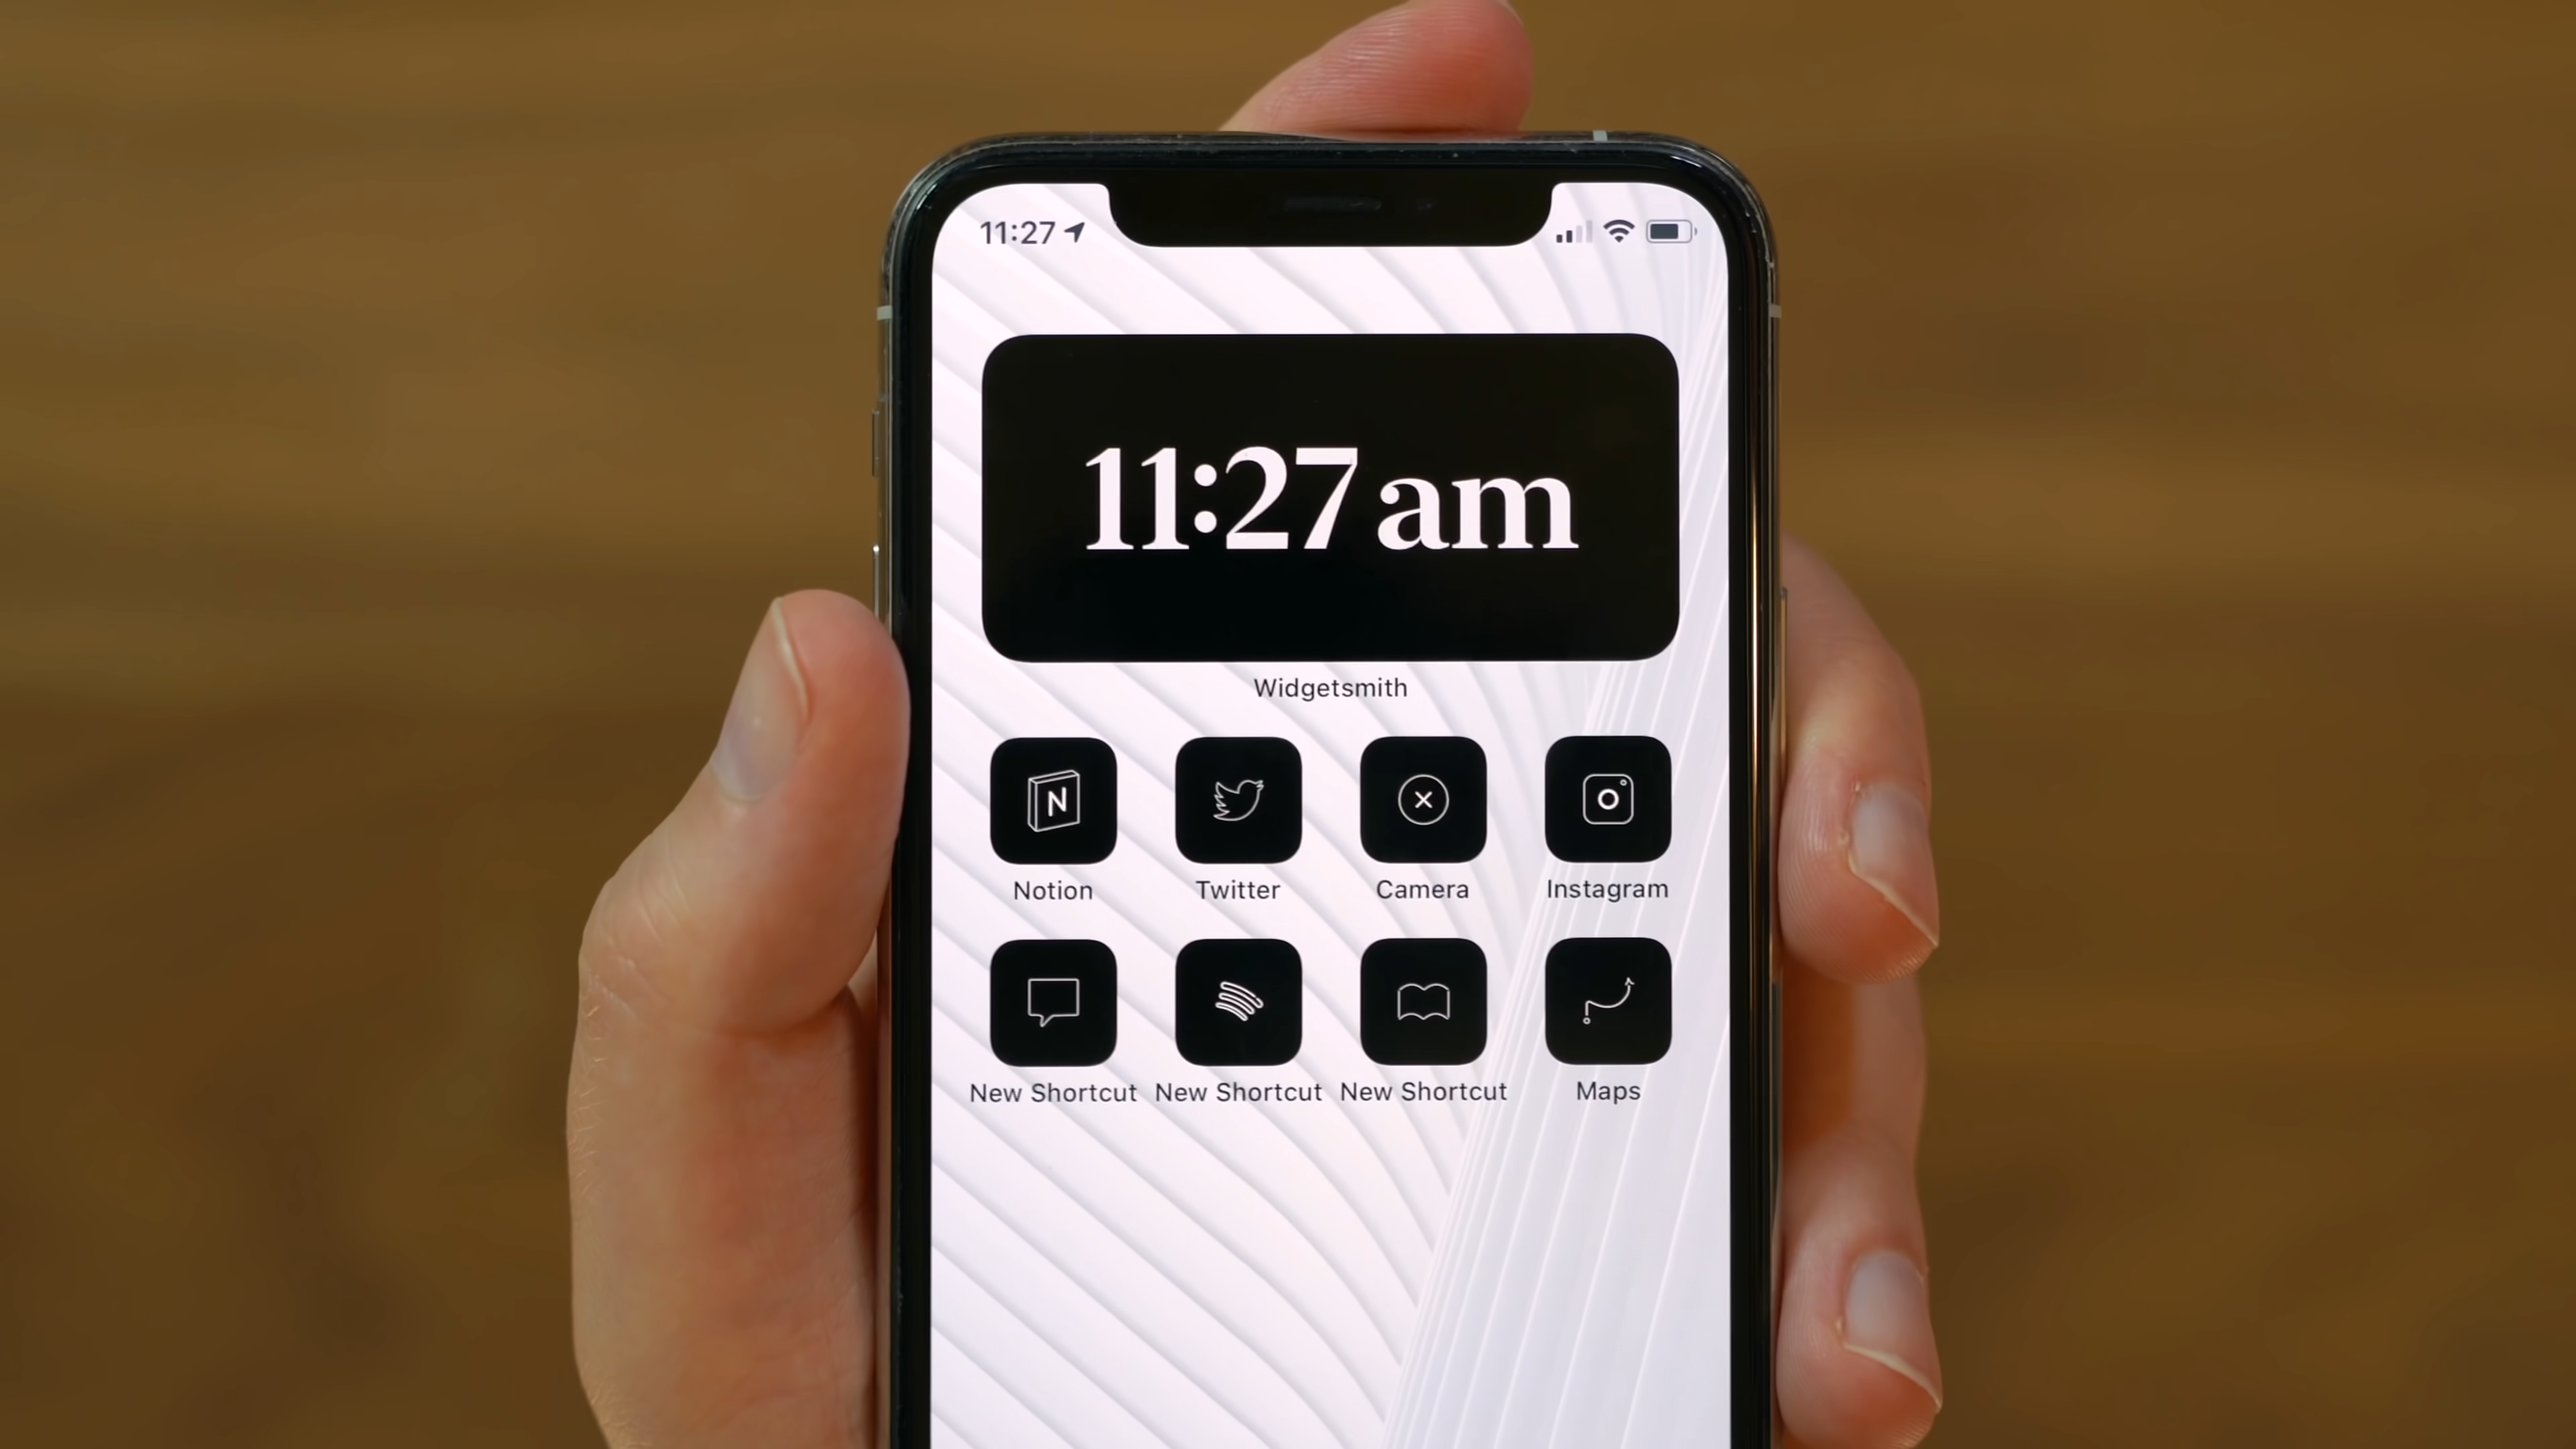 11:27
11:27 am
Widgetsmith
N
Notion Twitter Camera Instagram
New Shortcut New Shortcut New Shortcut Maps